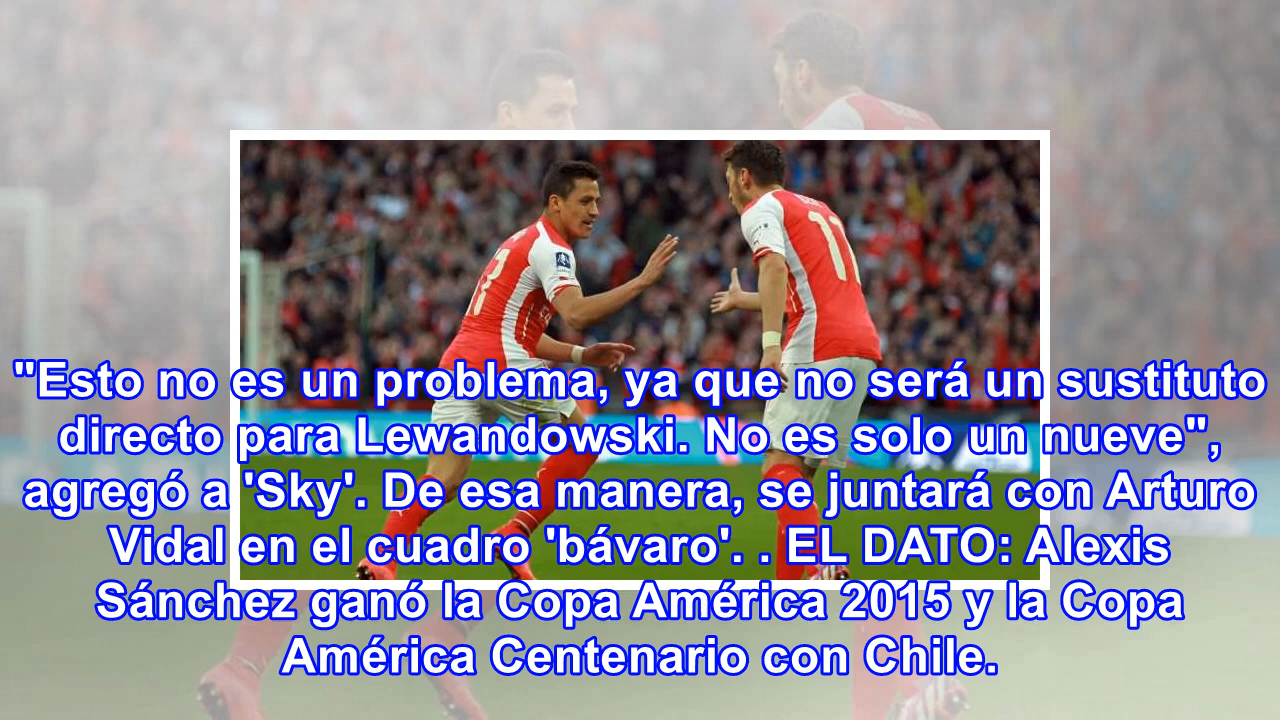 "Esto no es un problema, ya que no será un sustituto
directo para Lewandowski. No es solo un nueve",
agregó a 'Sky'. De esa manera, se juntará con Arturo
Vidal en el cuadro 'bávaro'. . EL DATO: Alexis
Sánchez ganó la Copa América 2015 y la Copa
América Centenario con Chile.
17
11